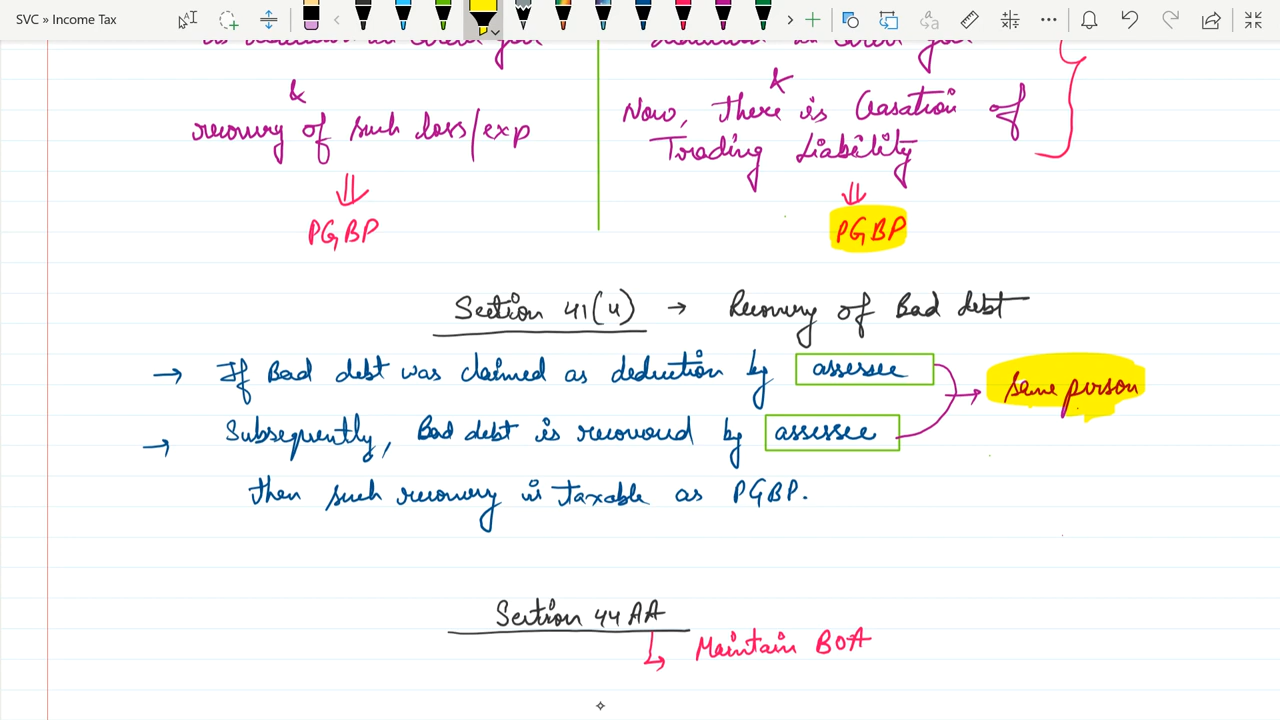 SVC » Income Tax
&
recovery of such loss/exp
⇓
PGBP
&
Now, there is Ceasation of
Trading Liability
⇓
PGBP
Section 41(4) → Recovery of Bad debt
→ If Bad debt was claimed as deduction by assessee
same person
→ Subsequently, Bad debt is recovered by assessee
then such recovery is taxable as PGBP.
Section 44AA
↳ Maintain BOA